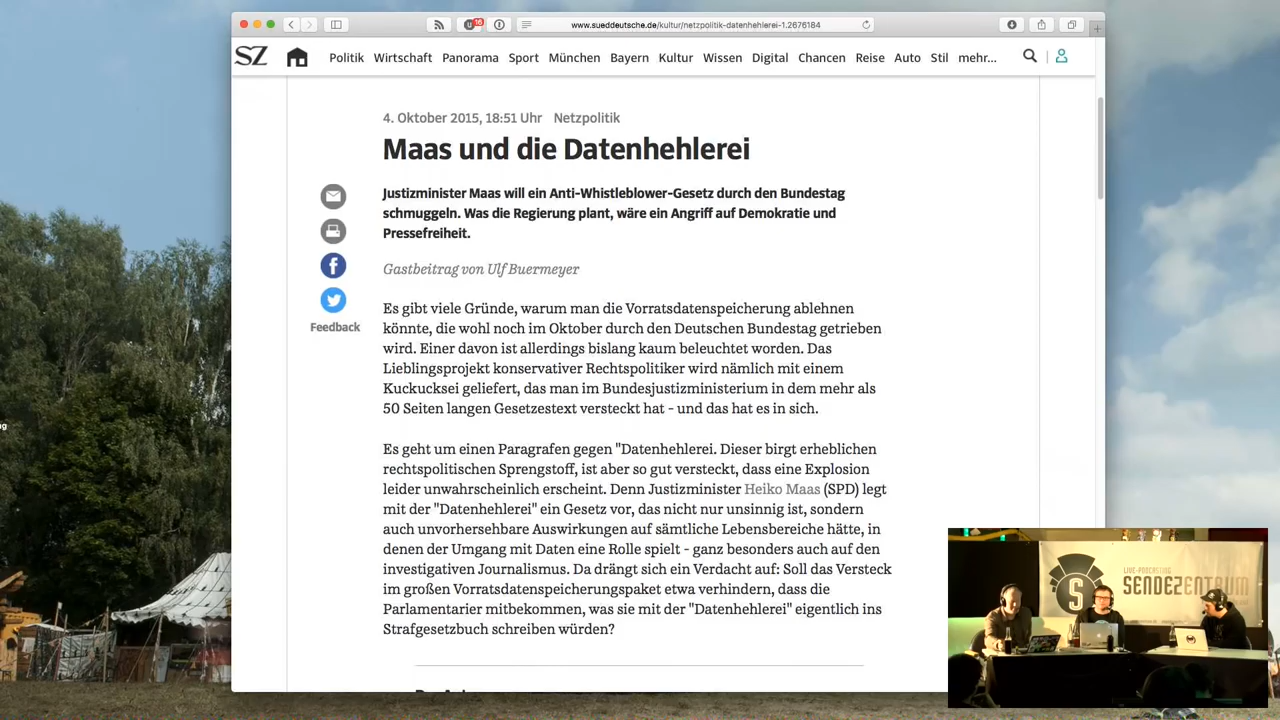 16
www.sueddeutsche.de/kultur/netzpolitik-datenhehlerei-1.2676184
SZ Politik Wirtschaft Panorama Sport München Bayern Kultur Wissen Digital Chancen Reise Auto Stil mehr...
4. Oktober 2015, 18:51 Uhr Netzpolitik
Maas und die Datenhehlerei
Justizminister Maas will ein Anti-Whistleblower-Gesetz durch den Bundestag
schmuggeln. Was die Regierung plant, wäre ein Angriff auf Demokratie und
Pressefreiheit.
Gastbeitrag von Ulf Buermeyer
Feedback
Es gibt viele Gründe, warum man die Vorratsdatenspeicherung ablehnen
könnte, die wohl noch im Oktober durch den Deutschen Bundestag getrieben
wird. Einer davon ist allerdings bislang kaum beleuchtet worden. Das
Lieblingsprojekt konservativer Rechtspolitiker wird nämlich mit einem
Kuckucksei geliefert, das man im Bundesjustizministerium in dem mehr als
50 Seiten langen Gesetzestext versteckt hat - und das hat es in sich.
Es geht um einen Paragrafen gegen "Datenhehlerei. Dieser birgt erheblichen
rechtspolitischen Sprengstoff, ist aber so gut versteckt, dass eine Explosion
leider unwahrscheinlich erscheint. Denn Justizminister Heiko Maas (SPD) legt
mit der "Datenhehlerei" ein Gesetz vor, das nicht nur unsinnig ist, sondern
auch unvorhersehbare Auswirkungen auf sämtliche Lebensbereiche hätte, in
denen der Umgang mit Daten eine Rolle spielt - ganz besonders auch auf den
investigativen Journalismus. Da drängt sich ein Verdacht auf: Soll das Versteck
im großen Vorratsdatenspeicherungspaket etwa verhindern, dass die
Parlamentarier mitbekommen, was sie mit der "Datenhehlerei" eigentlich ins
Strafgesetzbuch schreiben würden?
LIVE-PODCASTING
SENDEZENTRUM